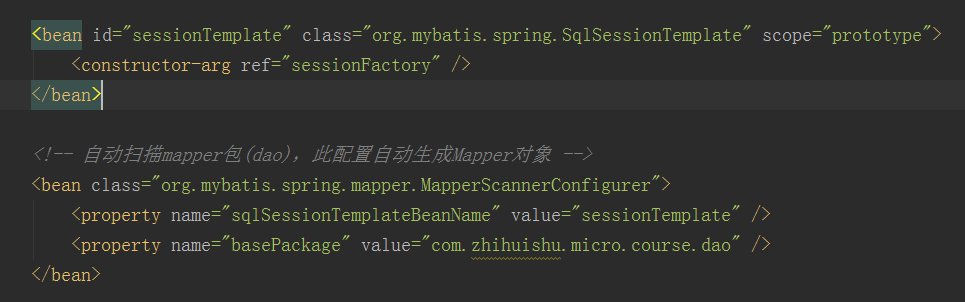 <bean id="sessionTemplate" class="org.mybatis.spring.SqlSessionTemplate" scope="prototype">
<constructor-arg ref="sessionFactory" />
</bean>
<!-- 自动扫描mapper包(dao)，此配置自动生成Mapper对象 -->
<bean class="org.mybatis.spring.mapper.MapperScannerConfigurer">
<property name="sqlSessionTemplateBeanName" value="sessionTemplate" />
<property name="basePackage" value="com.zhihuishu.micro.course.dao" />
</bean>